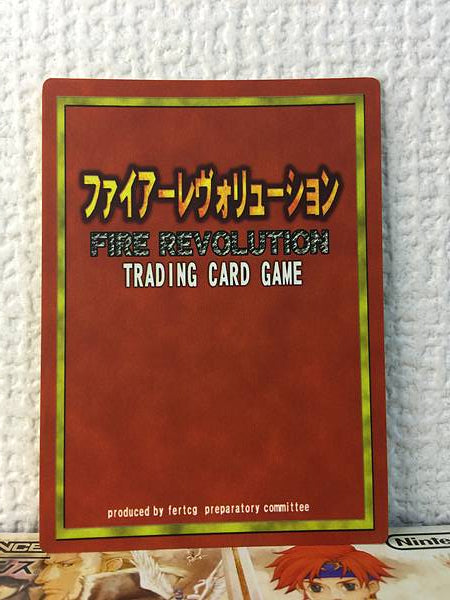 ファイアーレヴォリューション
FIRE REVOLUTION
TRADING CARD GAME
produced by fertcg preparatory committee